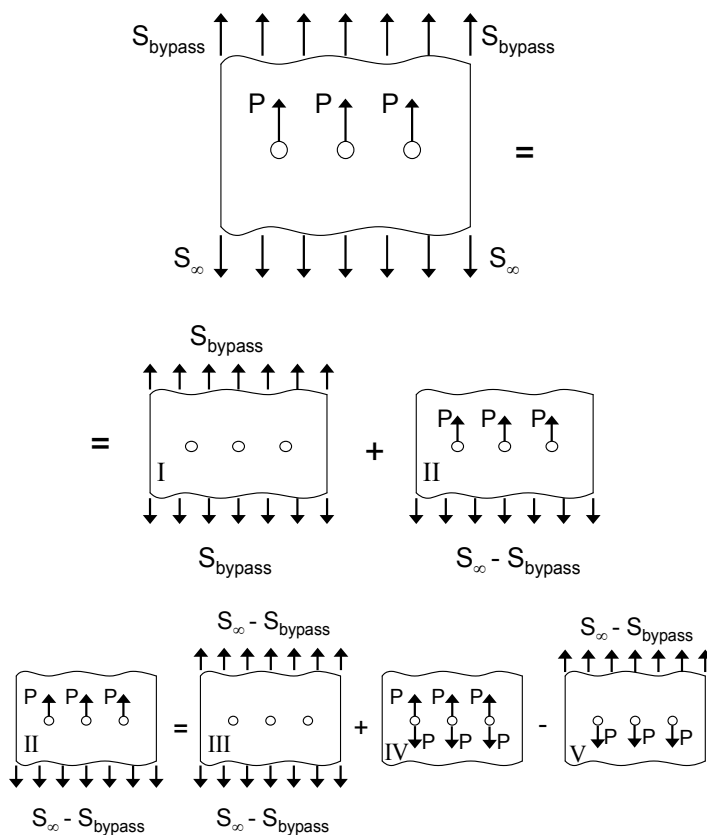 S_bypass S_bypass
P P P
=
S_∞ S_∞
S_bypass
= P P P
I + II
S_bypass S_∞ - S_bypass
S_∞ - S_bypass S_∞ - S_bypass
P P P P P P
II = III + IV P P P - V P P P
S_∞ - S_bypass S_∞ - S_bypass